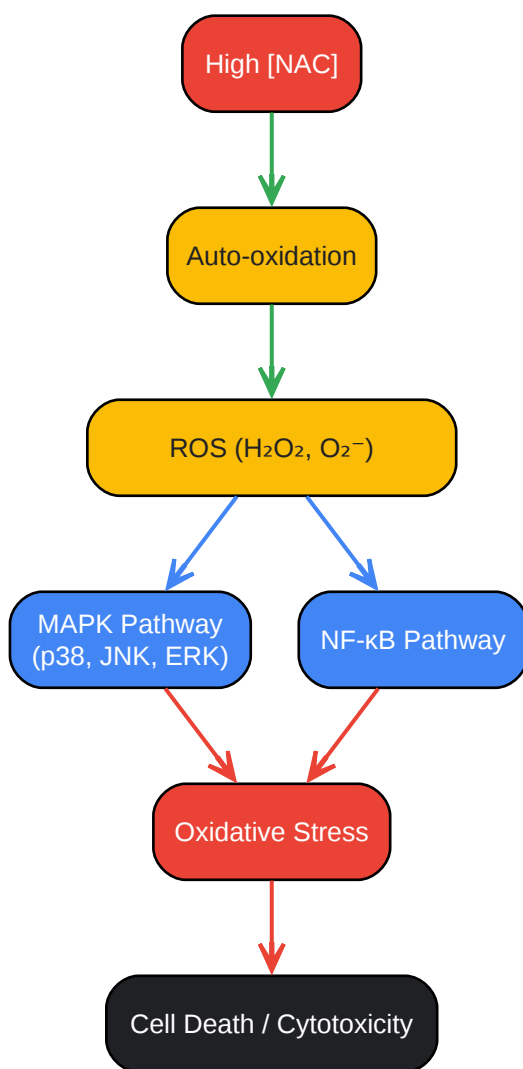 High [NAC]
Auto-oxidation
ROS (H₂O₂, O₂⁻)
MAPK Pathway
(p38, JNK, ERK)
NF-κB Pathway
Oxidative Stress
Cell Death / Cytotoxicity